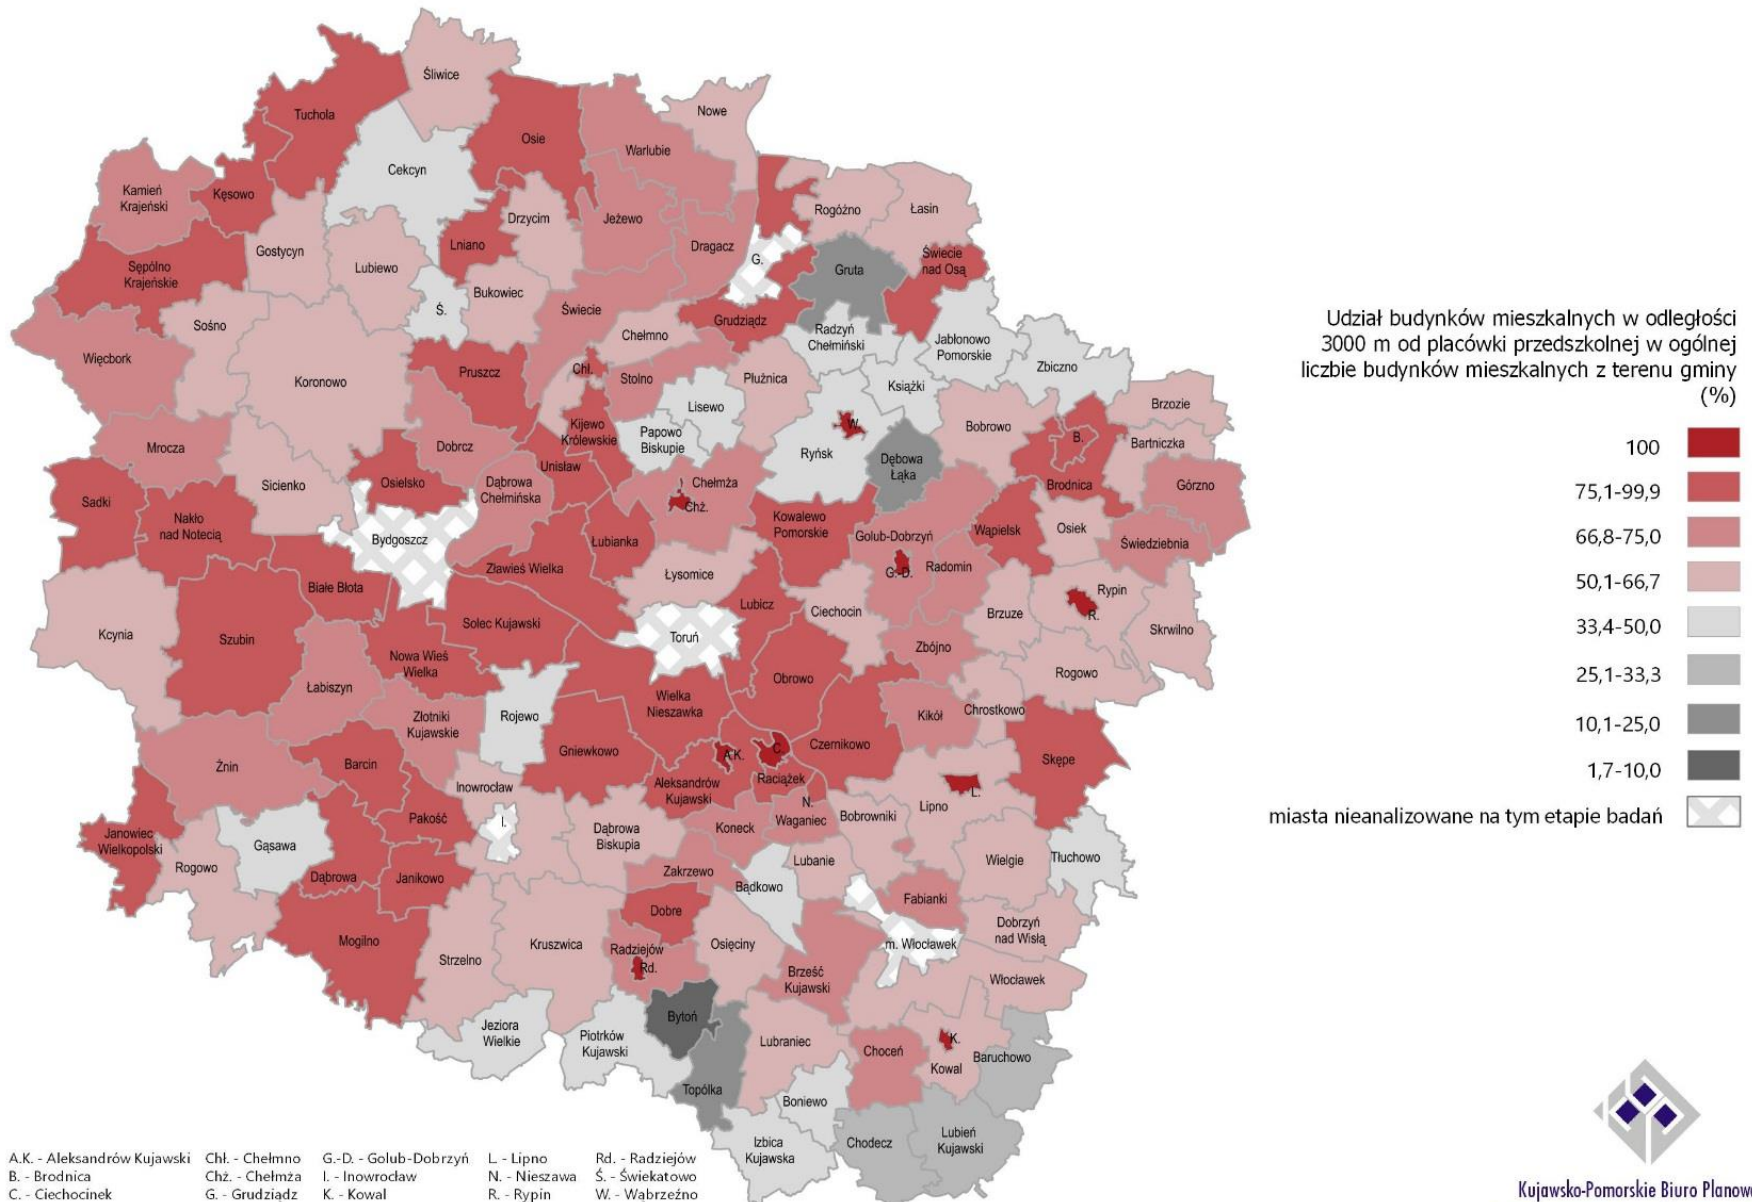 Śliwice
Tuchola
Nowe
Osie
Warlubie
Cekcyn
Kamień
Krajeński
Kęsowo
Rogóźno
Łasin
Drzycim
Jeżewo
Gostycyn
Lniano
Dragacz
Świecie
nad Osą
Sępólno
Krajeńskie
Lubiewo
G.
Gruta
Bukowiec
Ś.
Świecie
Sośno
Grudziądz
Chełmno
Radzyń
Chełmiński
Jabłonowo
Pomorskie
Więcbork
Zbiczno
Koronowo
Pruszcz
Chł.
Stolno
Płużnica
Książki
Lisewo
Brzozie
Kijewo
Królewskie
W.
Bobrowo
B.
Mrocza
Dobrcz
Papowo
Biskupie
Bartniczka
Ryńsk
Unisław
Dębowa
Łąka
Sicienko
Osielsko
Dąbrowa
Chełmińska
Chełmża
Brodnica
Górzno
Sadki
Chż.
Nakło
nad Notecią
Kowalewo
Pomorskie
Wąpielsk
Osiek
Bydgoszcz
Łubianka
Golub-Dobrzyń
Świedziebnia
Zławieś Wielka
Łysomice
G.-D.
Radomin
Białe Błota
Rypin
Lubicz
Ciechocin
Brzuze
R.
Kcynia
Szubin
Solec Kujawski
Toruń
Skrwilno
Nowa Wieś
Wielka
Zbójno
Obrowo
Rogowo
Łabiszyn
Wielka
Nieszawka
Złotniki
Kujawskie
Rojewo
Kikół
Chrostkowo
Gniewkowo
A.K.
C.
Czernikowo
Skępe
Żnin
Barcin
Aleksandrów
Kujawski
Raciążek
Inowrocław
L.
Lipno
N.
Pakość
Bobrowniki
Janowiec
Wielkopolski
I.
Dąbrowa
Biskupia
Koneck
Waganiec
Gąsawa
Rogowo
Lubanie
Wielgie
Tłuchowo
Dąbrowa
Janikowo
Zakrzewo
Bądkowo
Fabianki
Dobre
Dobrzyń
nad Wisłą
Mogilno
Kruszwica
Osięciny
m. Włocławek
Strzelno
Radziejów
Rd.
Brześć
Kujawski
Włocławek
Bytoń
Jeziora
Wielkie
Piotrków
Kujawski
Lubraniec
K.
Choceń
Baruchowo
Kowal
Topólka
Boniewo
Izbica
Kujawska
Chodecz
Lubień
Kujawski
Udział budynków mieszkalnych w odległości
3000 m od placówki przedszkolnej w ogólnej
liczbie budynków mieszkalnych z terenu gminy
(%)
100
75,1-99,9
66,8-75,0
50,1-66,7
33,4-50,0
25,1-33,3
10,1-25,0
1,7-10,0
miasta nieanalizowane na tym etapie badań
A.K. - Aleksandrów Kujawski Chł. - Chełmno G.-D. - Golub-Dobrzyń L. - Lipno Rd. - Radziejów
B. - Brodnica Chż. - Chełmża I. - Inowrocław N. - Nieszawa Ś. - Świekatowo
C. - Ciechocinek G. - Grudziądz K. - Kowal R. - Rypin W. - Wąbrzeźno
Kujawsko-Pomorskie Biuro Planow